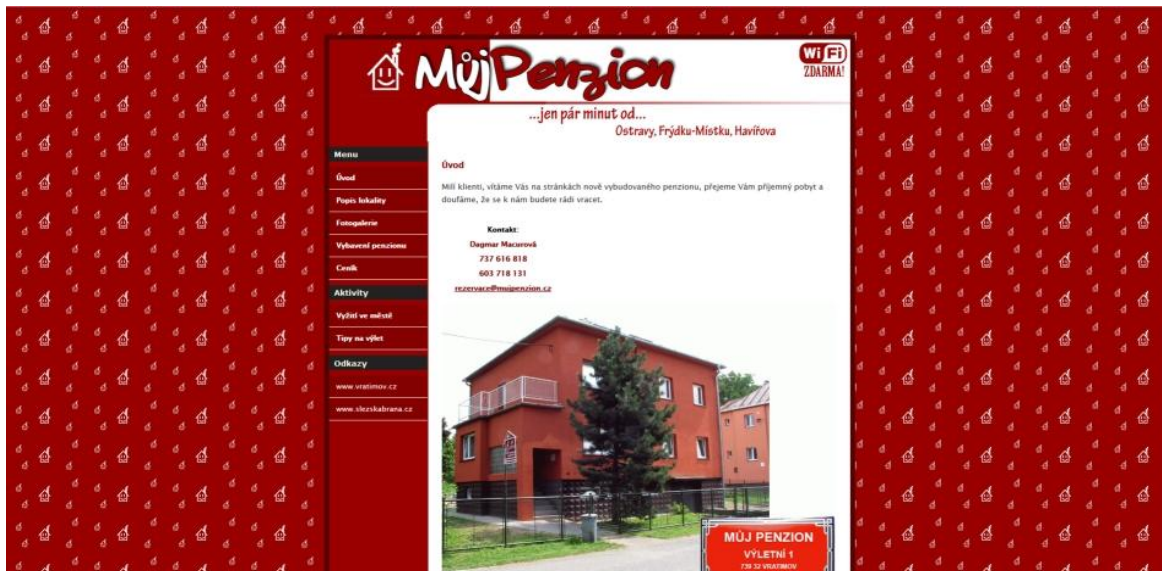 MůjPenzion
WiFi
ZDARMA!
...jen pár minut od...
Ostravy, Frýdku-Místku, Havířova
Menu
Úvod
Popis lokality
Fotogalerie
Vybavení penzionu
Ceník
Aktivity
Vyžití ve městě
Tipy na výlet
Odkazy
www.vratimov.cz
www.slezskabrana.cz
Úvod
Milí klienti, vítáme Vás na stránkách nově vybudovaného penzionu, přejeme Vám příjemný pobyt a
doufáme, že se k nám budete rádi vracet.
Kontakt:
Dagmar Macurová
737 616 818
603 718 131
rezervace@mujpenzion.cz
MŮJ PENZION
VÝLETNÍ 1
739 32 VRATIMOV